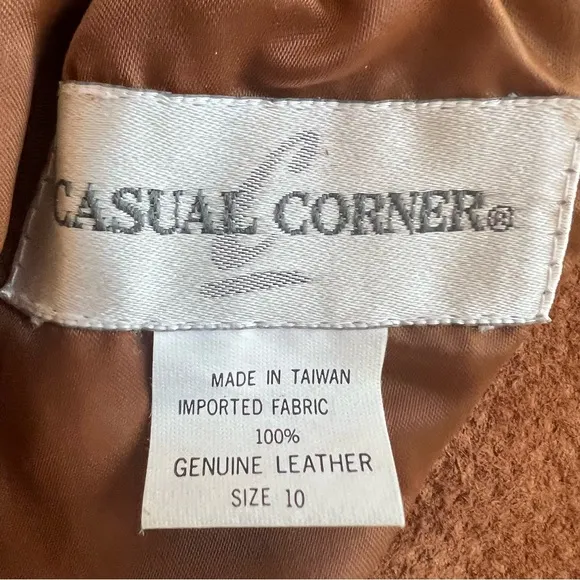 CASUAL CORNER®
MADE IN TAIWAN
IMPORTED FABRIC
100%
GENUINE LEATHER
SIZE 10